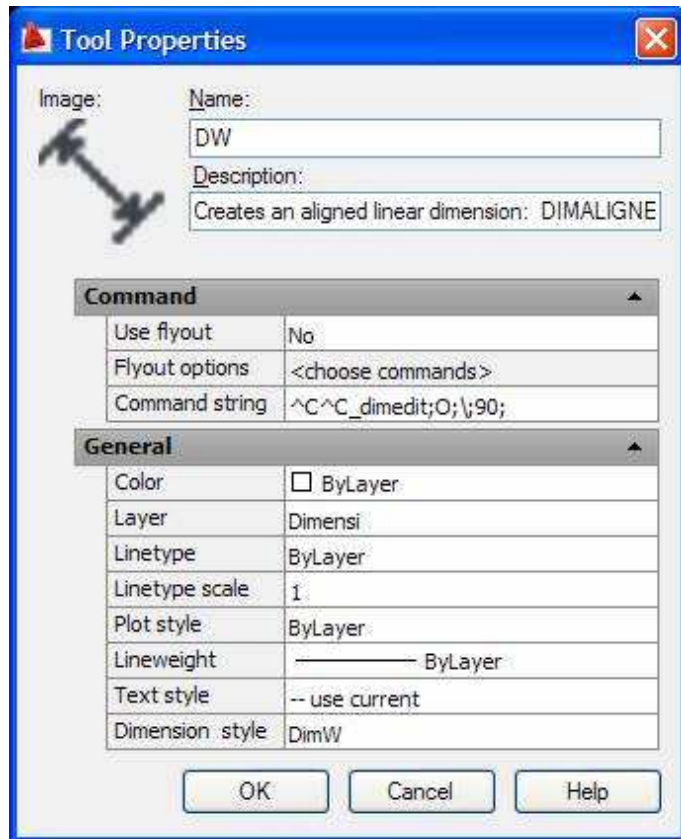 Tool Properties
Image:
Name:
DW
Description:
Creates an aligned linear dimension: DIMALIGNE
Command
Use flyout No
Flyout options <choose commands>
Command string ^C^C_dimedit;O;\;90;
General
Color ByLayer
Layer Dimensi
Linetype ByLayer
Linetype scale 1
Plot style ByLayer
Lineweight ByLayer
Text style -- use current
Dimension style DimW
OK Cancel Help